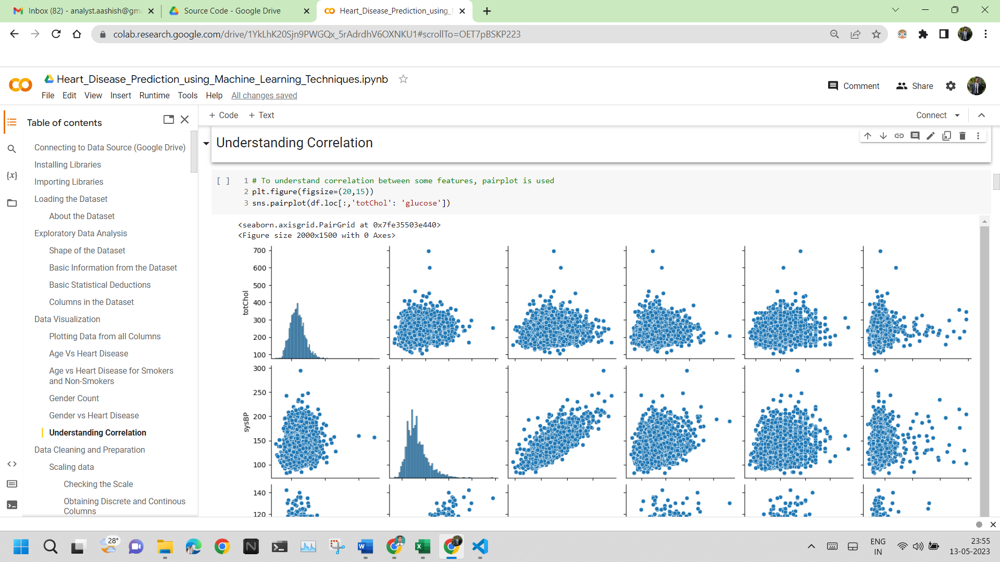 Inbox (82) - analyst.aashish@gm
Source Code - Google Drive
Heart_Disease_Prediction_using_
colab.research.google.com/drive/1YkLhK20Sjn9PWGQx_5rAdrdhV6OXNKU1#scrollTo=OET7pBSKP223
Heart_Disease_Prediction_using_Machine_Learning_Techniques.ipynb
File Edit View Insert Runtime Tools Help All changes saved
Comment
Share
Table of contents
Connecting to Data Source (Google Drive)
Installing Libraries
Importing Libraries
Loading the Dataset
About the Dataset
Exploratory Data Analysis
Shape of the Dataset
Basic Information from the Dataset
Basic Statistical Deductions
Columns in the Dataset
Data Visualization
Plotting Data from all Columns
Age Vs Heart Disease
Age vs Heart Disease for Smokers
and Non-Smokers
Gender Count
Gender vs Heart Disease
Understanding Correlation
Data Cleaning and Preparation
Scaling data
Checking the Scale
Obtaining Discrete and Continous
Columns
+ Code + Text
Connect
Understanding Correlation
[ ] 1 # To understand correlation between some features, pairplot is used
2 plt.figure(figsize=(20,15))
3 sns.pairplot(df.loc[:,'totChol': 'glucose'])
<seaborn.axisgrid.PairGrid at 0x7fe35503e440>
<Figure size 2000x1500 with 0 Axes>
700
600
500
400
300
200
100
totChol
300
250
200
150
100
sysBP
140
120
28°
ENG
IN
23:55
13-05-2023